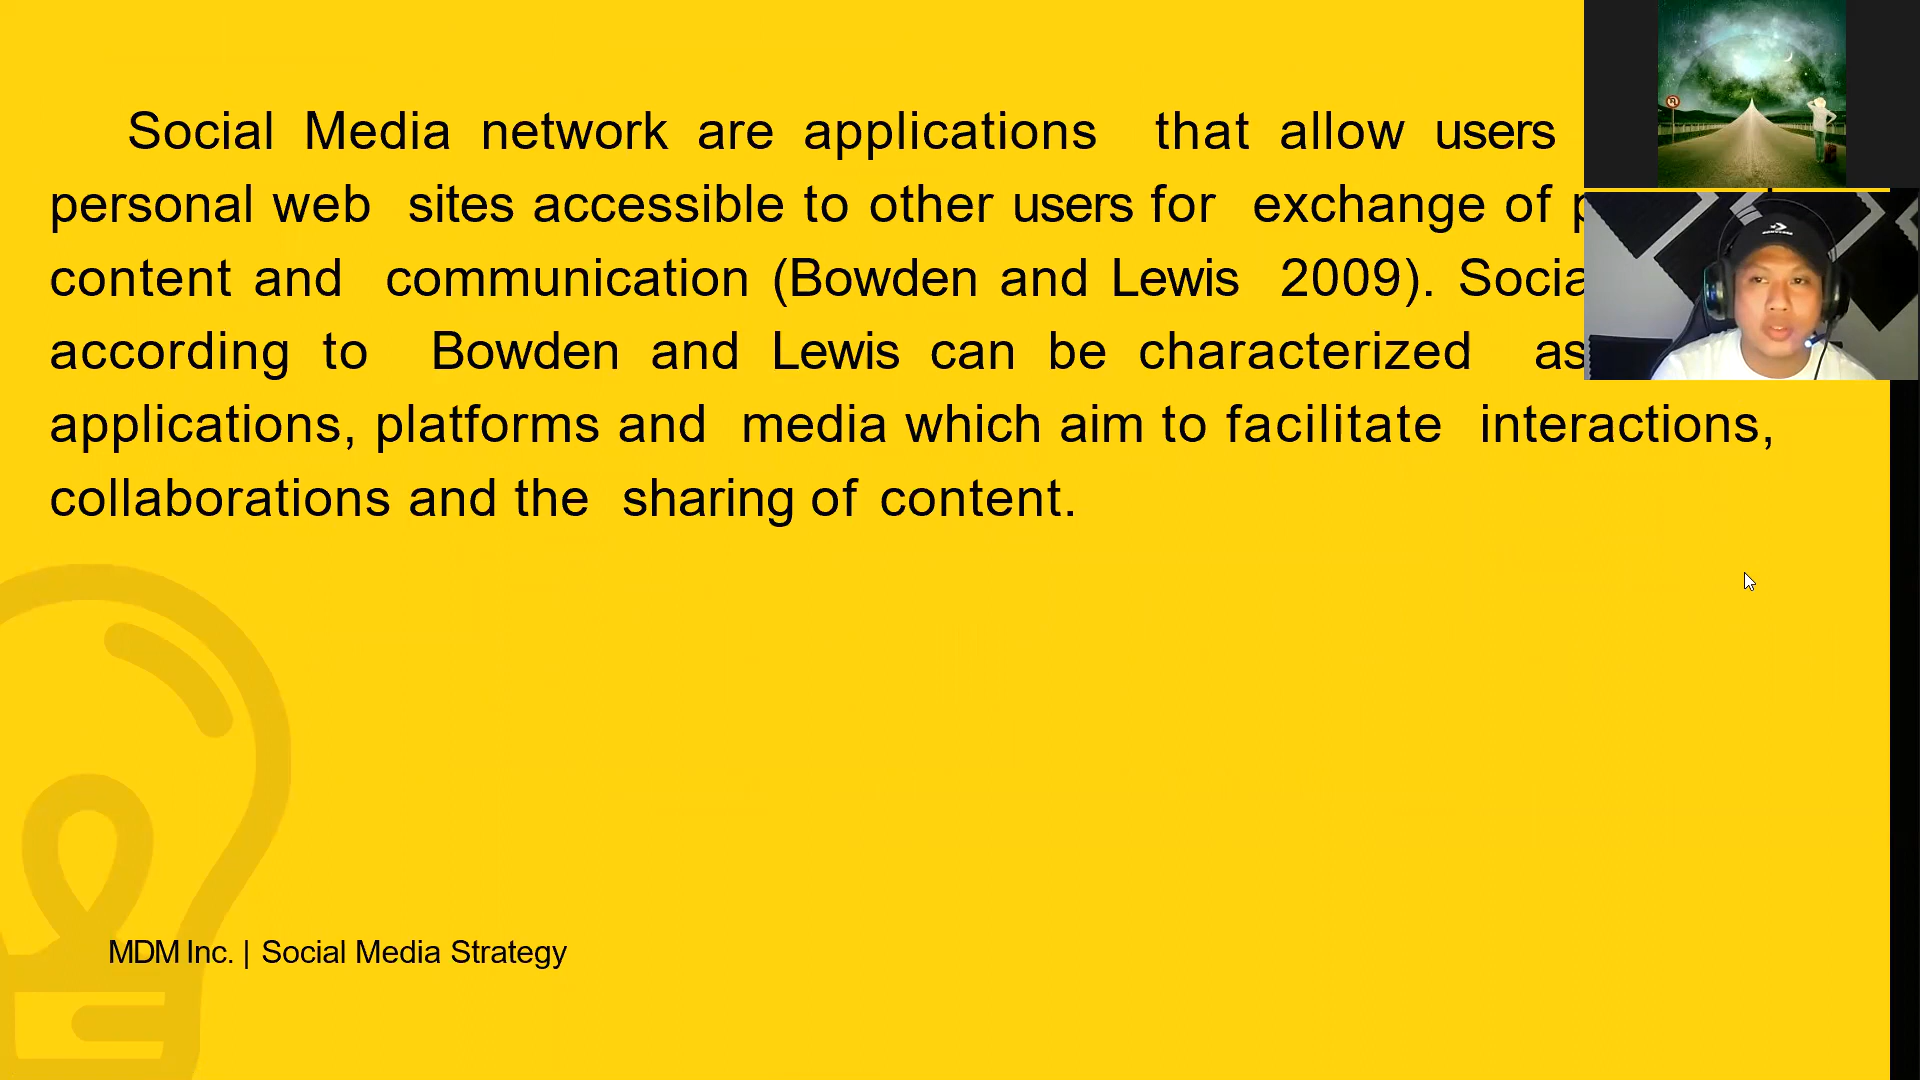 Social Media network are applications that allow users
personal web sites accessible to other users for exchange of
content and communication (Bowden and Lewis 2009).
according to Bowden and Lewis can be characterized as
applications, platforms and media which aim to facilitate interactions,
collaborations and the sharing of content.
MDM Inc. | Social Media Strategy